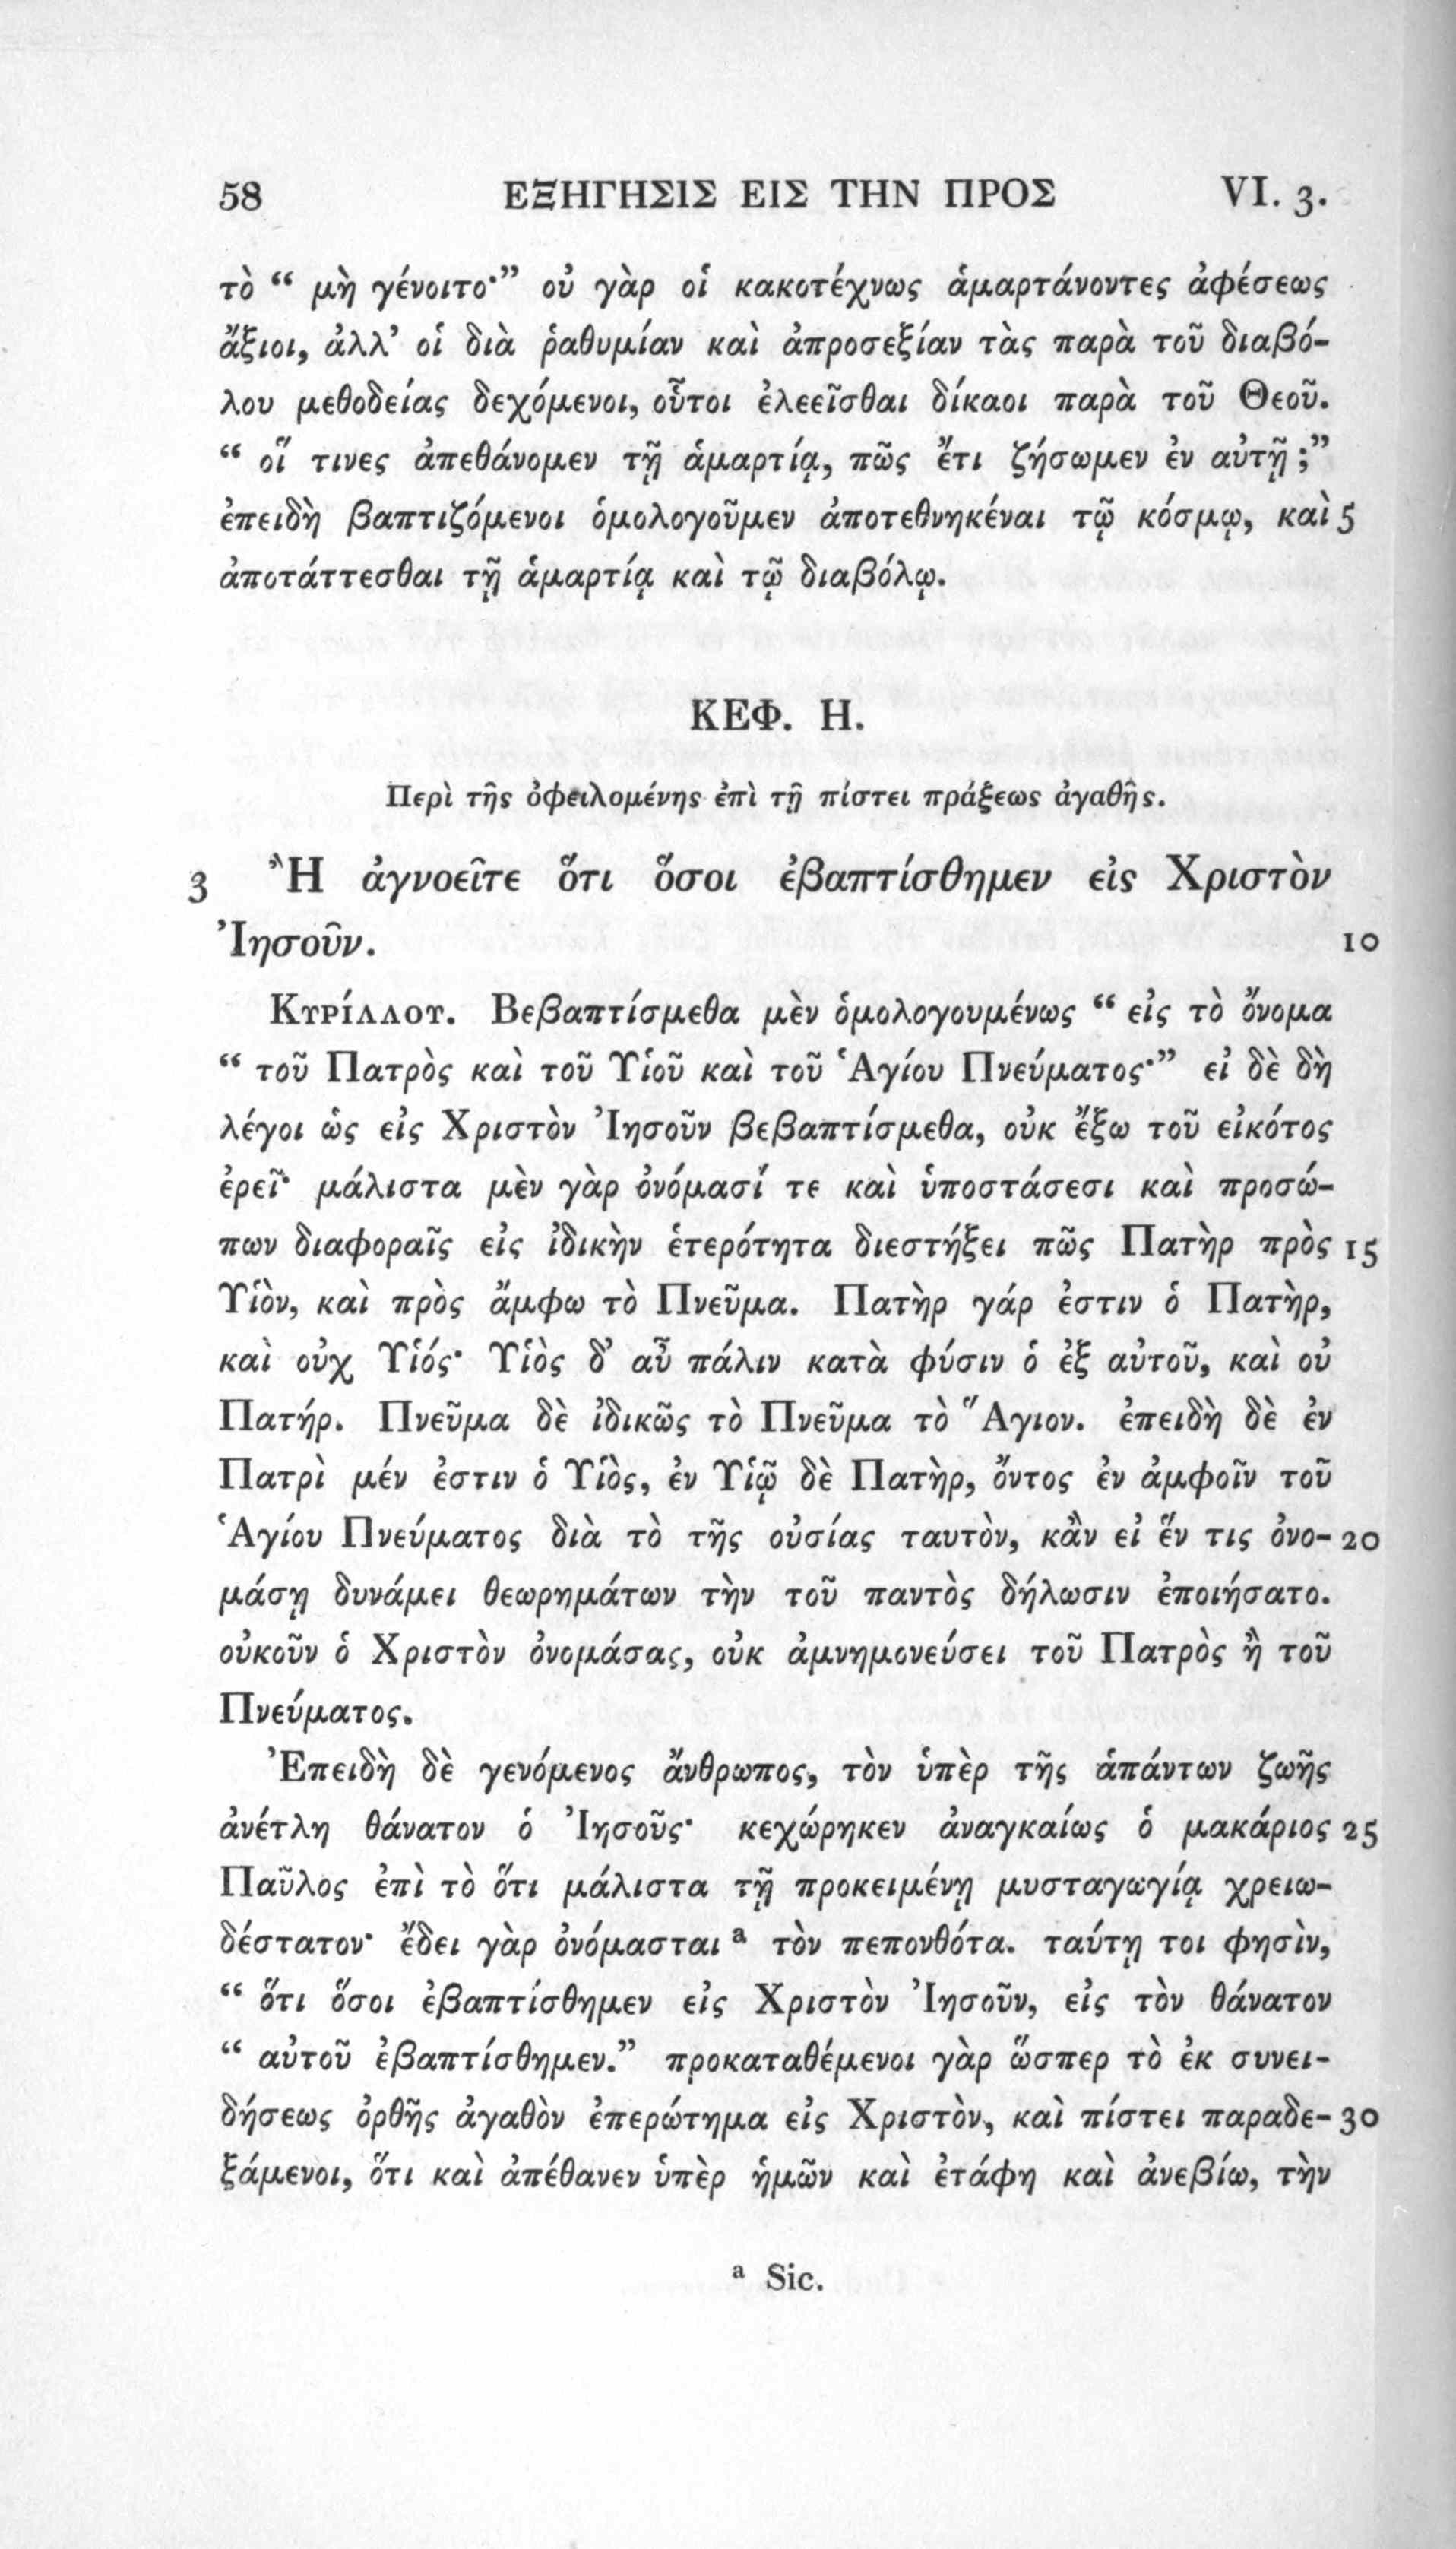 58 ΕΞΗΓΗΣΙΣ ΕΙΣ ΤΗΝ ΠΡΟΣ VI. 3.
τὸ “ μὴ γένοιτο·” οὐ γὰρ οἱ κακοτέχνως ἁμαρτάνοντες ἀφέσεως
ἄξιοι, ἀλλ’ οἱ διὰ ῥαθυμίαν καὶ ἀπροσεξίαν τὰς παρὰ τοῦ διαβό-
λου μεθοδείας δεχόμενοι, οὗτοι ἐλεεῖσθαι δίκαοι παρὰ τοῦ Θεοῦ.
“ οἵ τινες ἀπεθάνομεν τῇ ἁμαρτίᾳ, πῶς ἔτι ζήσωμεν ἐν αὐτῇ ;”
ἐπειδὴ βαπτιζόμενοι ὁμολογοῦμεν ἀποτεθνηκέναι τῷ κόσμῳ, καὶ 5
ἀποτάττεσθαι τῇ ἁμαρτίᾳ καὶ τῷ διαβόλῳ.
ΚΕΦ. Η.
Περὶ τῆς ὀφειλομένης ἐπὶ τῇ πίστει πράξεως ἀγαθῆς.
3 Ἢ ἀγνοεῖτε ὅτι ὅσοι ἐβαπτίσθημεν εἰς Χριστὸν
Ἰησοῦν. 10
Κυρίλλου. Βεβαπτίσμεθα μὲν ὁμολογουμένως “ εἰς τὸ ὄνομα
“ τοῦ Πατρὸς καὶ τοῦ Υἱοῦ καὶ τοῦ Ἁγίου Πνεύματος·” εἰ δὲ δὴ
λέγοι ὡς εἰς Χριστὸν Ἰησοῦν βεβαπτίσμεθα, οὐκ ἔξω τοῦ εἰκότος
ἐρεῖ· μάλιστα μὲν γὰρ ὀνόμασί τε καὶ ὑποστάσεσι καὶ προσώ-
πων διαφοραῖς εἰς ἰδικὴν ἑτερότητα διεστήξει πῶς Πατὴρ πρὸς 15
Υἱὸν, καὶ πρὸς ἄμφω τὸ Πνεῦμα. Πατὴρ γάρ ἐστιν ὁ Πατὴρ,
καὶ οὐχ Υἱός· Υἱὸς δ’ αὖ πάλιν κατὰ φύσιν ὁ ἐξ αὐτοῦ, καὶ οὐ
Πατήρ. Πνεῦμα δὲ ἰδικῶς τὸ Πνεῦμα τὸ Ἅγιον. ἐπειδὴ δὲ ἐν
Πατρὶ μέν ἐστιν ὁ Υἱὸς, ἐν Υἱῷ δὲ Πατὴρ, ὄντος ἐν ἀμφοῖν τοῦ
Ἁγίου Πνεύματος διὰ τὸ τῆς οὐσίας ταυτὸν, κἂν εἰ ἕν τις ὀνο- 20
μάσῃ δυνάμει θεωρημάτων τὴν τοῦ παντὸς δήλωσιν ἐποιήσατο.
οὐκοῦν ὁ Χριστὸν ὀνομάσας, οὐκ ἀμνημονεύσει τοῦ Πατρὸς ἢ τοῦ
Πνεύματος.
Ἐπειδὴ δὲ γενόμενος ἄνθρωπος, τὸν ὑπὲρ τῆς ἁπάντων ζωῆς
ἀνέτλη θάνατον ὁ Ἰησοῦς· κεχώρηκεν ἀναγκαίως ὁ μακάριος 25
Παῦλος ἐπὶ τὸ ὅτι μάλιστα τῇ προκειμένῃ μυσταγωγίᾳ χρειω-
δέστατον· ἔδει γὰρ ὀνόμασται ᵃ τὸν πεπονθότα. ταύτῃ τοι φησὶν,
“ ὅτι ὅσοι ἐβαπτίσθημεν εἰς Χριστὸν Ἰησοῦν, εἰς τὸν θάνατον
“ αὐτοῦ ἐβαπτίσθημεν.” προκαταθέμενοι γὰρ ὥσπερ τὸ ἐκ συνει-
δήσεως ὀρθῆς ἀγαθὸν ἐπερώτημα εἰς Χριστὸν, καὶ πίστει παραδε- 30
ξάμενοι, ὅτι καὶ ἀπέθανεν ὑπὲρ ἡμῶν καὶ ἐτάφη καὶ ἀνεβίω, τὴν
ᵃ Sic.